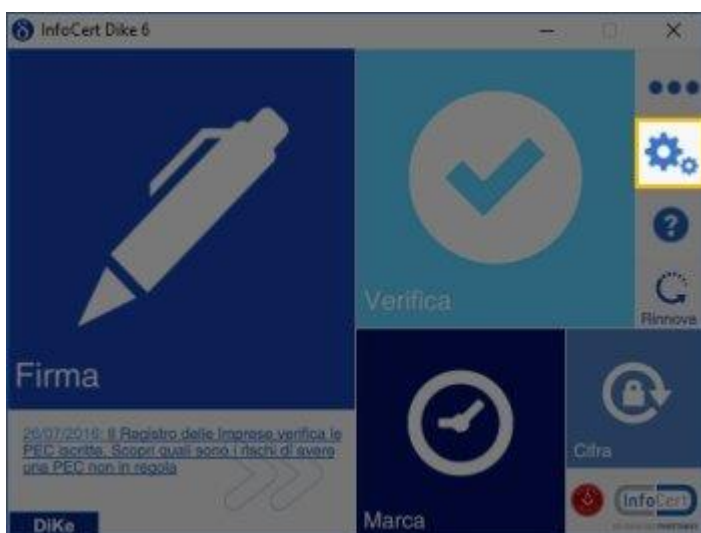 InfoCert Dike 6
Firma
Verifica
Rinnova
26/07/2016: Il Registro delle Imprese verifica le
PEC iscritte. Scopri quali sono i rischi di avere
una PEC non in regola
DiKe
Marca
Cifra
InfoCert